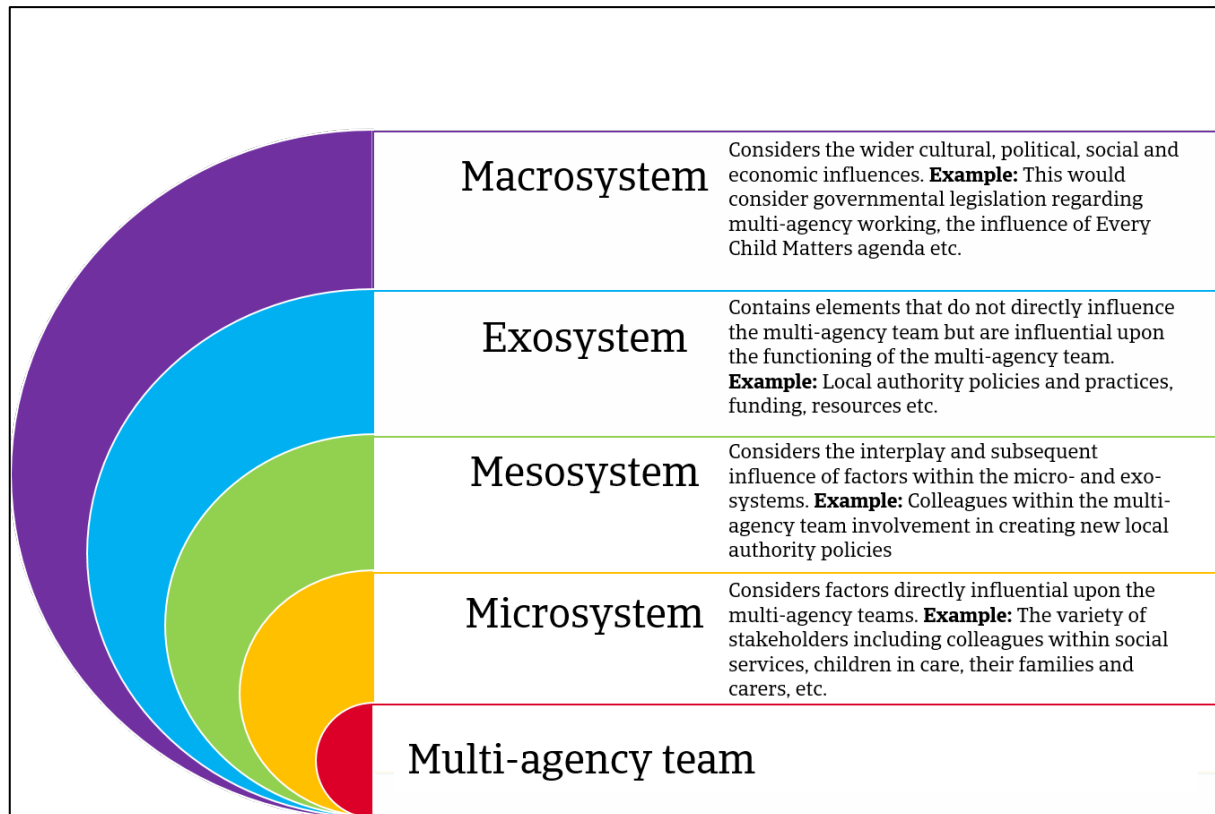 Macrosystem
Considers the wider cultural, political, social and
economic influences. Example: This would
consider governmental legislation regarding
multi-agency working, the influence of Every
Child Matters agenda etc.
Exosystem
Contains elements that do not directly influence
the multi-agency team but are influential upon
the functioning of the multi-agency team.
Example: Local authority policies and practices,
funding, resources etc.
Mesosystem
Considers the interplay and subsequent
influence of factors within the micro- and exo-
systems. Example: Colleagues within the multi-
agency team involvement in creating new local
authority policies
Microsystem
Considers factors directly influential upon the
multi-agency teams. Example: The variety of
stakeholders including colleagues within social
services, children in care, their families and
carers, etc.
Multi-agency team